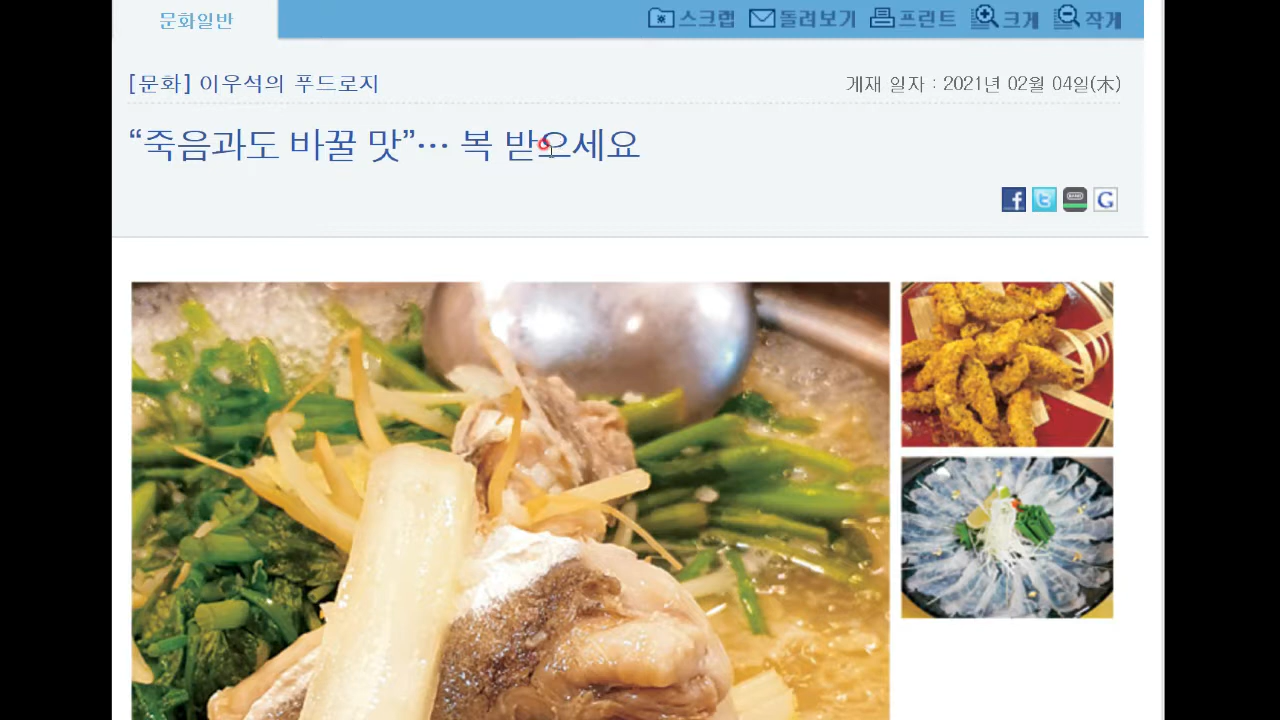 문화일반
스크랩 돌려보기 프린트 크게 작게
[문화] 이우석의 푸드로지
게재 일자 : 2021년 02월 04일(木)
“죽음과도 바꿀 맛”… 복 받으세요
f t G